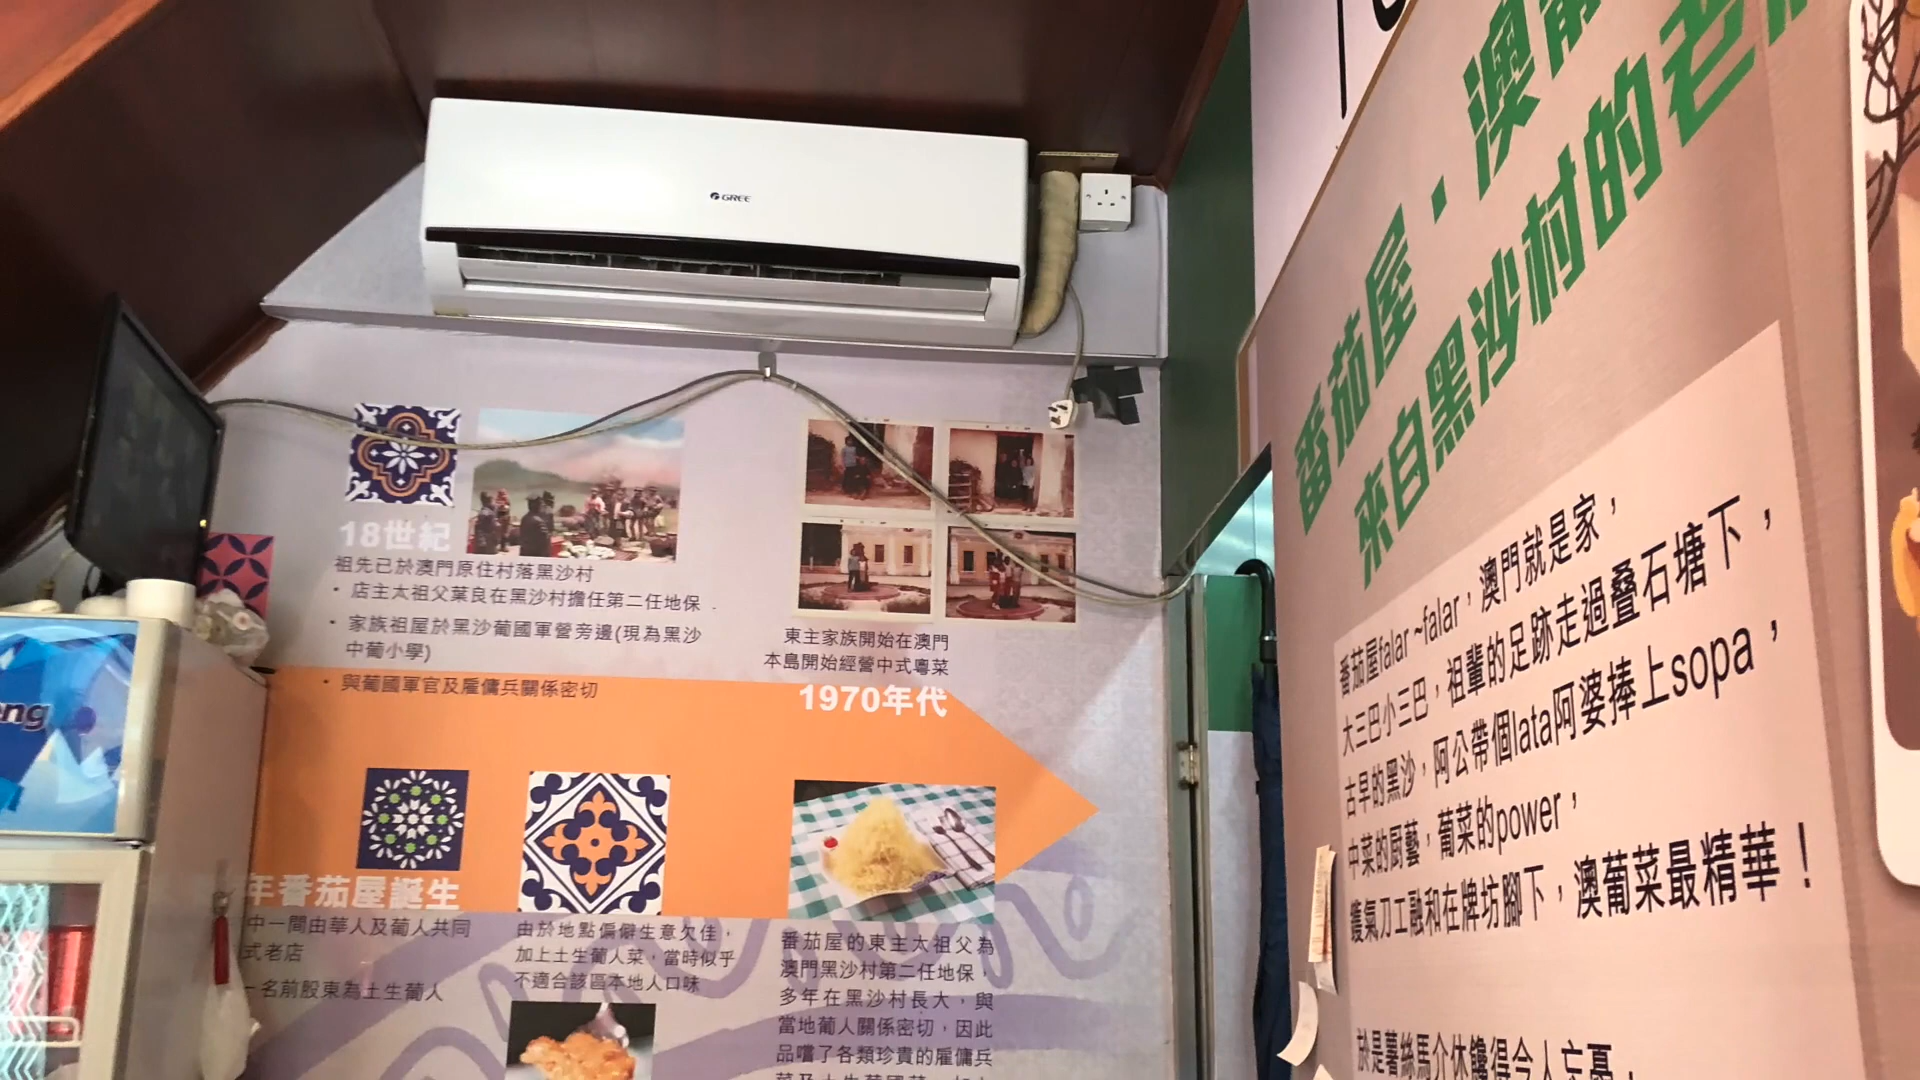 GREE
18世紀
祖先已於澳門原住村落黑沙村
• 店主太祖父葉良在黑沙村擔任第二任地保
• 家族祖屋於黑沙葡國軍營旁邊(現為黑沙
中葡小學)
• 與葡國軍官及雇傭兵關係密切
東主家族開始在澳門
本島開始經營中式粵菜
1970年代
年番茄屋誕生
中一間由華人及葡人共同
式老店
一名前股東為土生葡人
由於地點偏僻生意欠佳，
加上土生葡人菜，當時似乎
不適合該區本地人口味
番茄屋的東主太祖父為
澳門黑沙村第二任地保，
多年在黑沙村長大，與
當地葡人關係密切，因此
品嚐了各類珍貴的雇傭兵
番茄屋·澳葡
來自黑沙村的老
番茄屋falar ~falar，澳門就是家，
大三巴小三巴，祖輩的足跡走過疊石塘下，
古早的黑沙，阿公帶個lata阿婆捧上sopa，
中菜的厨藝，葡菜的power，
鑊氣刀工融和在牌坊腳下，澳葡菜最精華！
於是薯絲馬介休饞得令人忘憂，